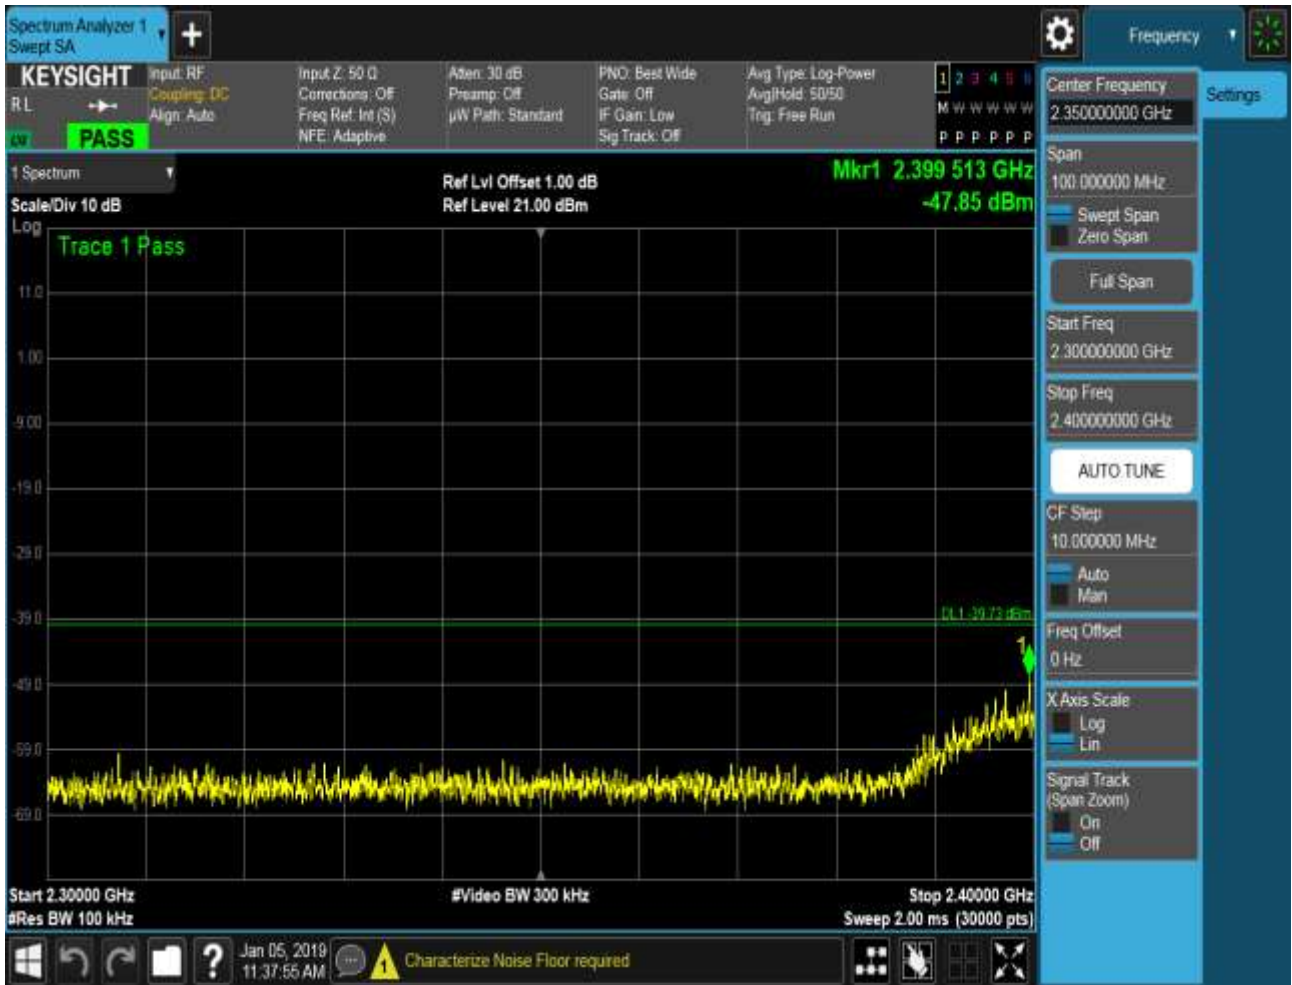 Spectrum Analyzer 1
Swept SA
+
Frequency
KEYSIGHT
R L
PASS
Input: RF
Coupling: DC
Align: Auto
Input Z: 50 Ω
Corrections: Off
Freq Ref: Int (S)
NFE: Adaptive
Atten: 30 dB
Preamp: Off
µW Path: Standard
PNO: Best Wide
Gate: Off
IF Gain: Low
Sig Track: Off
Avg Type: Log-Power
Avg|Hold: 50/50
Trig: Free Run
1 2 3 4 5 6
M W W W W W
P P P P P P
1 Spectrum
Scale/Div 10 dB
Log
Ref Lvl Offset 1.00 dB
Ref Level 21.00 dBm
Mkr1 2.399 513 GHz
-47.85 dBm
Trace 1 Pass
11.0
1.00
-9.00
-19.0
-29.0
-39.0
-49.0
-59.0
-69.0
DL1 -39.73 dBm
1
Start 2.30000 GHz
#Res BW 100 kHz
#Video BW 300 kHz
Stop 2.40000 GHz
Sweep 2.00 ms (30000 pts)
Center Frequency
2.350000000 GHz
Settings
Span
100.000000 MHz
Swept Span
Zero Span
Full Span
Start Freq
2.300000000 GHz
Stop Freq
2.400000000 GHz
AUTO TUNE
CF Step
10.000000 MHz
Auto
Man
Freq Offset
0 Hz
X Axis Scale
Log
Lin
Signal Track
(Span Zoom)
On
Off
?
Jan 05, 2019
11:37:55 AM
1
Characterize Noise Floor required